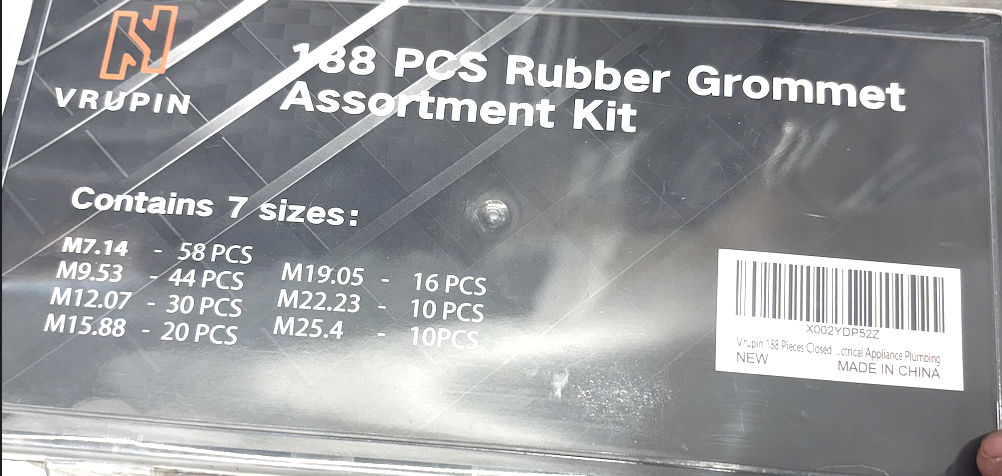 VRUPIN
188 PCS Rubber Grommet
Assortment Kit
Contains 7 sizes:
M7.14 - 58 PCS
M9.53 - 44 PCS
M12.07 - 30 PCS
M15.88 - 20 PCS
M19.05 - 16 PCS
M22.23 - 10 PCS
M25.4 - 10PCS
X002YDP52Z
Vrupin 188 Pieces Closed ...ctrical Appliance Plumbing
NEW
MADE IN CHINA